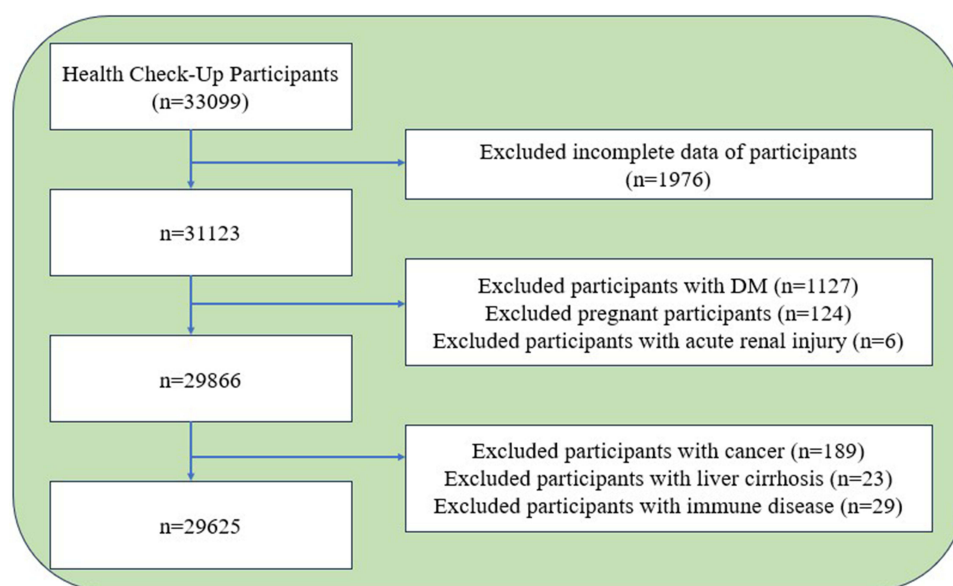 Health Check-Up Participants
(n=33099)
Excluded incomplete data of participants
(n=1976)
n=31123
Excluded participants with DM (n=1127)
Excluded pregnant participants (n=124)
Excluded participants with acute renal injury (n=6)
n=29866
Excluded participants with cancer (n=189)
Excluded participants with liver cirrhosis (n=23)
Excluded participants with immune disease (n=29)
n=29625